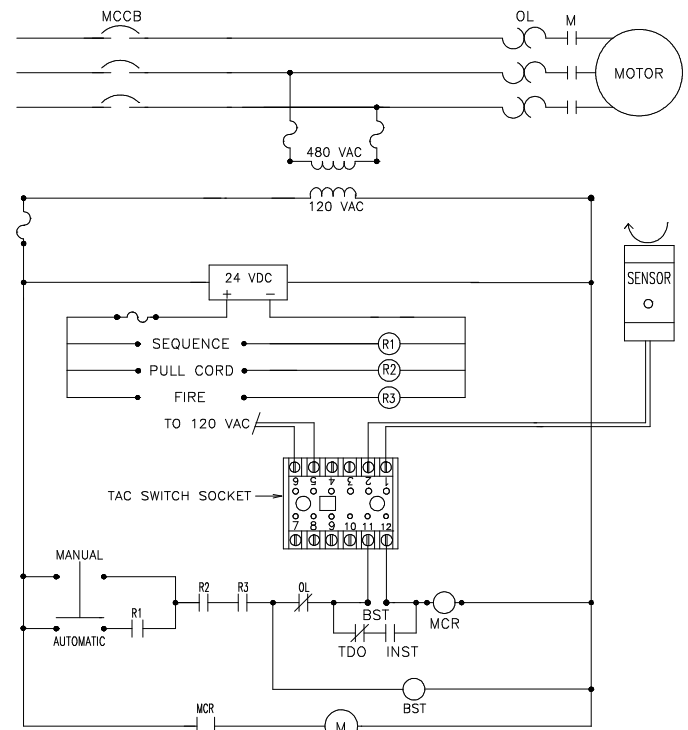 MCCB
OL
M
MOTOR
480 VAC
120 VAC
24 VDC
+ −
SENSOR
SEQUENCE
R1
PULL CORD
R2
FIRE
R3
TO 120 VAC
6 5 4 3 2 1
TAC SWITCH SOCKET
7 8 9 10 11 12
MANUAL
R1
AUTOMATIC
R2
R3
OL
BST
MCR
TDO
INST
BST
MCR
M